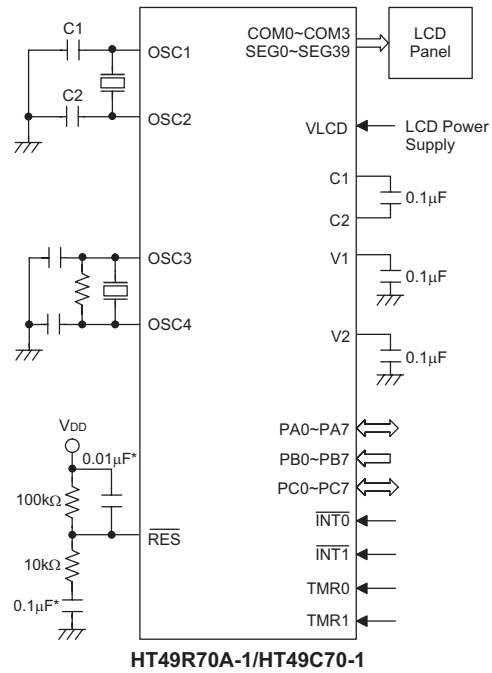 C1
OSC1
C2
OSC2
OSC3
OSC4
VDD
0.01µF*
100kΩ
RES
10kΩ
0.1µF*
COM0~COM3
SEG0~SEG39
LCD
Panel
VLCD
LCD Power
Supply
C1
0.1µF
C2
V1
0.1µF
V2
0.1µF
PA0~PA7
PB0~PB7
PC0~PC7
INT0
INT1
TMR0
TMR1
HT49R70A-1/HT49C70-1